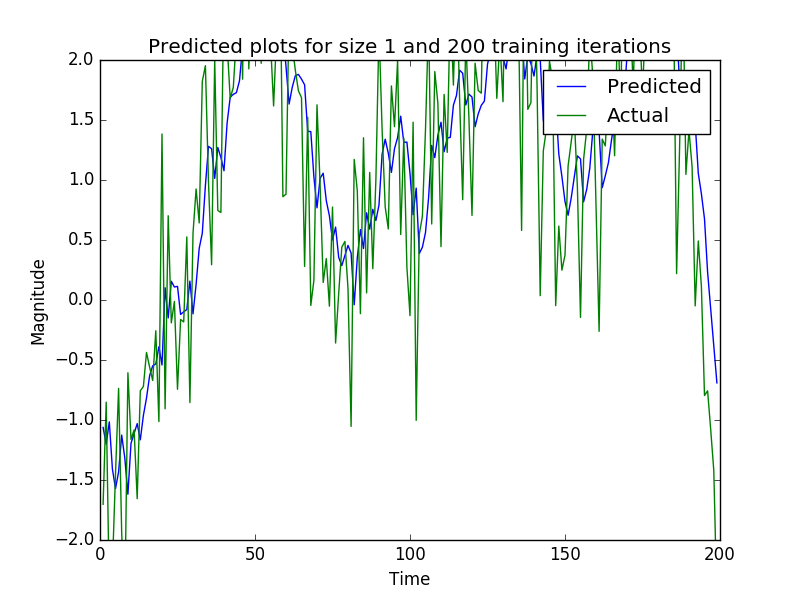 Predicted plots for size 1 and 200 training iterations
2.0
1.5
1.0
0.5
0.0
−0.5
−1.0
−1.5
−2.0
Magnitude
Predicted
Actual
0 50 100 150 200
Time